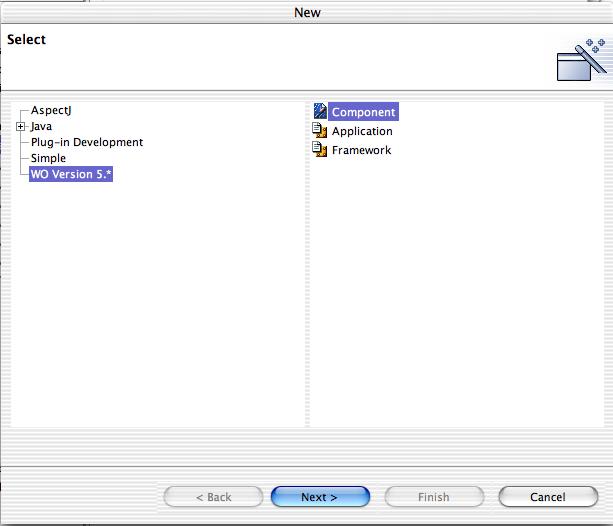 New
Select
AspectJ
Java
Plug-in Development
Simple
WO Version 5.*
Component
Application
Framework
< Back
Next >
Finish
Cancel